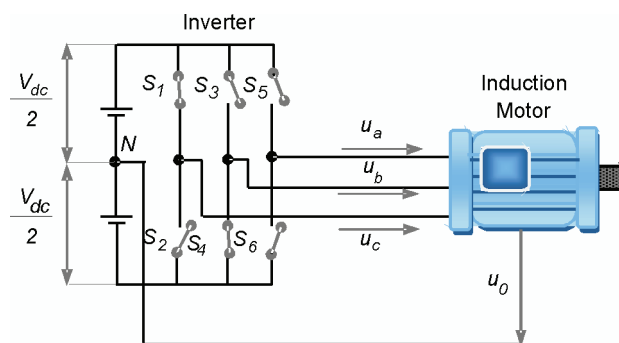 Inverter
V_dc
2
S_1
S_3
S_5
Induction
Motor
N
u_a
u_b
V_dc
2
S_2
S_4
S_6
u_c
u_0